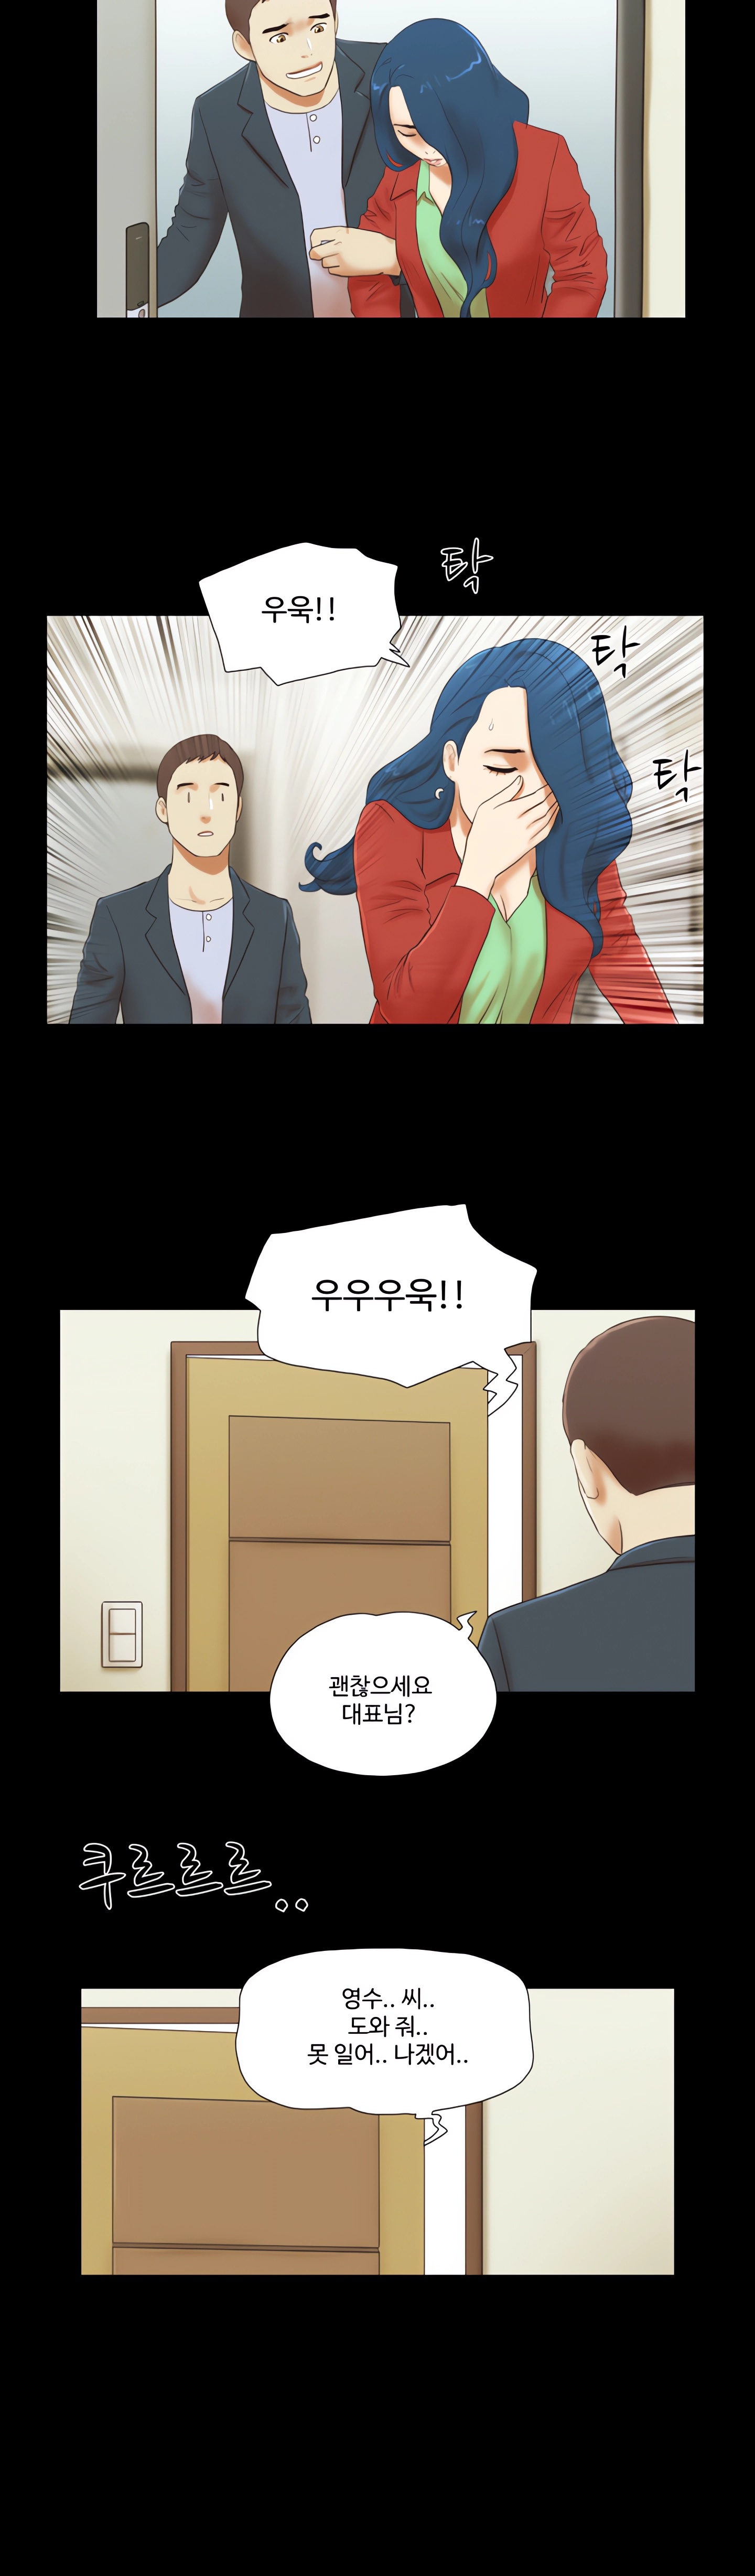 탁
우욱!!
탁
탁
우우우욱!!
괜찮으세요
대표님?
쿠르르르..
영수.. 씨..
도와 줘..
못 일어.. 나겠어..